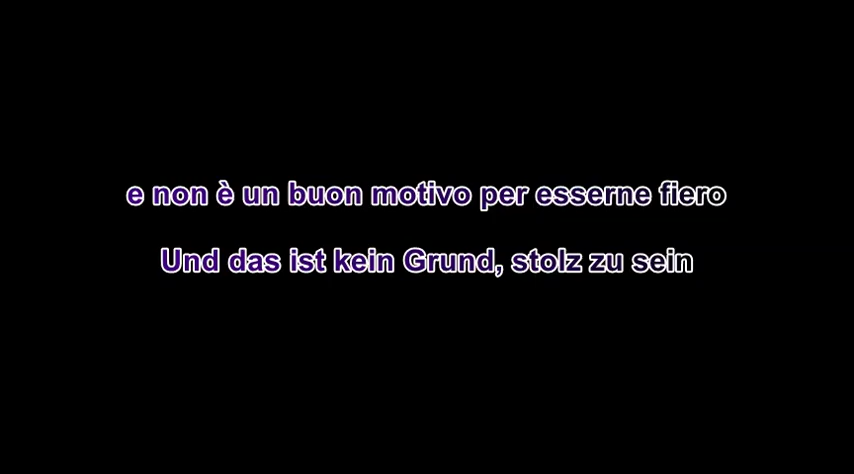 e non è un buon motivo per esserne fiero
Und das ist kein Grund, stolz zu sein